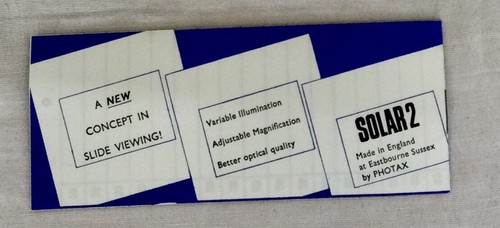 A NEW
CONCEPT IN
SLIDE VIEWING!
Variable Illumination
Adjustable Magnification
Better optical quality
SOLAR 2
Made in England
at Eastbourne Sussex
by PHOTAX